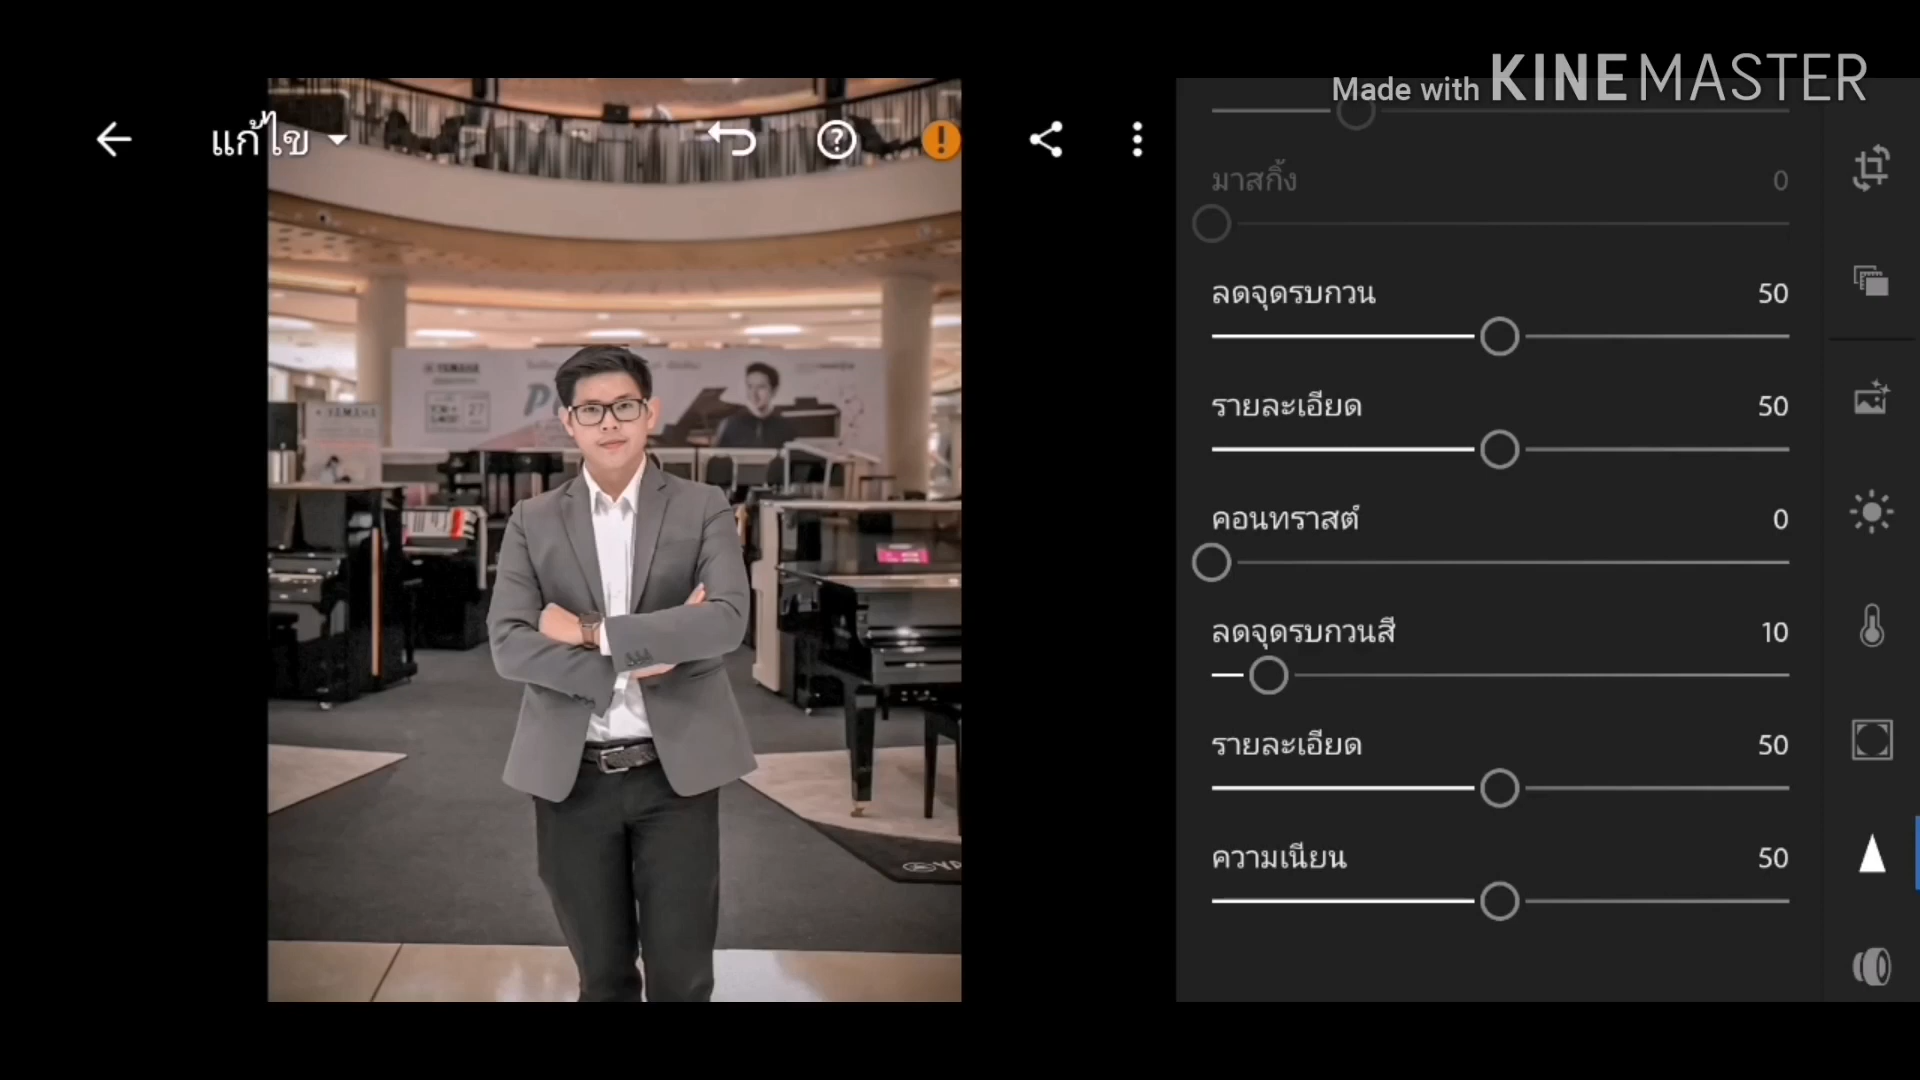 Made with KINEMASTER
แก้ไข
มาสกิ้ง 0
ลดจุดรบกวน 50
รายละเอียด 50
คอนทราสต์ 0
ลดจุดรบกวนสี 10
รายละเอียด 50
ความเนียน 50
YAMAHA
27
YAMAHA